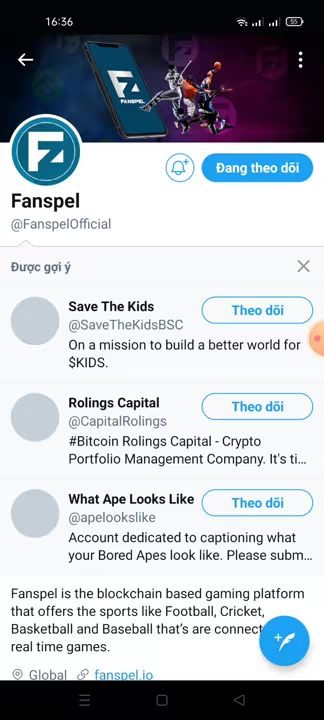 16:36
55
FANSPEL
Fanspel
Đang theo dõi
@FanspelOfficial
Được gợi ý
Save The Kids
@SaveTheKidsBSC
Theo dõi
On a mission to build a better world for
$KIDS.
Rolings Capital
@CapitalRolings
Theo dõi
#Bitcoin Rolings Capital - Crypto
Portfolio Management Company. It's ti...
What Ape Looks Like
@apelookslike
Theo dõi
Account dedicated to captioning what
your Bored Apes look like. Please subm...
Fanspel is the blockchain based gaming platform
that offers the sports like Football, Cricket,
Basketball and Baseball that's are connect
real time games.
Global fanspel.io